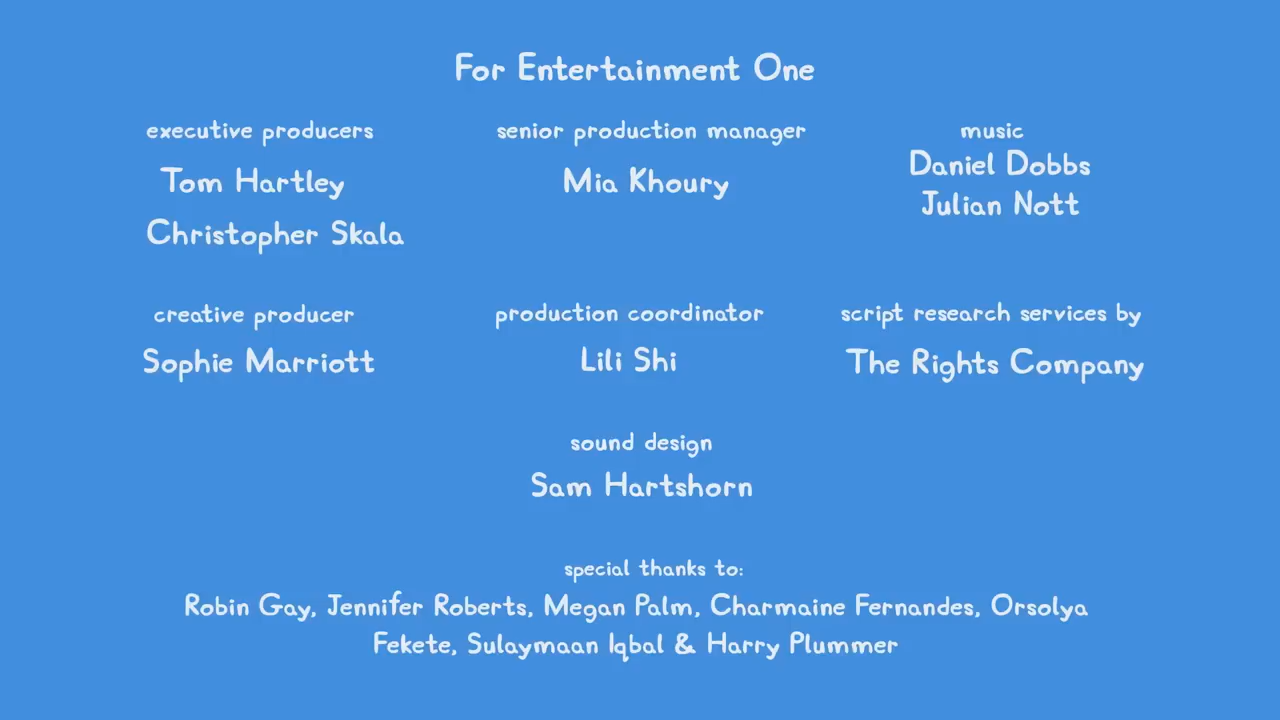 For Entertainment One
executive producers
Tom Hartley
Christopher Skala
senior production manager
Mia Khoury
music
Daniel Dobbs
Julian Nott
creative producer
Sophie Marriott
production coordinator
Lili Shi
script research services by
The Rights Company
sound design
Sam Hartshorn
special thanks to:
Robin Gay, Jennifer Roberts, Megan Palm, Charmaine Fernandes, Orsolya
Fekete, Sulaymaan Iqbal & Harry Plummer